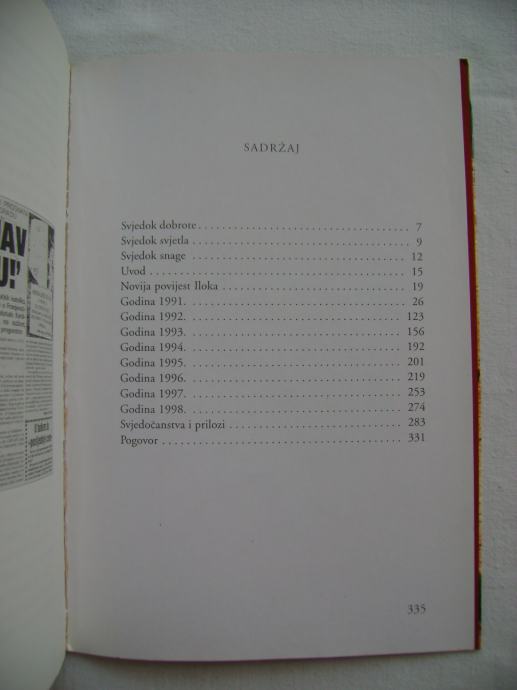 AV
U!'
SADRŽAJ
Svjedok dobrote . . . . . . . . . . . . . . . . . . . . . . . . . . . . . . 7
Svjedok svjetla . . . . . . . . . . . . . . . . . . . . . . . . . . . . . . 9
Svjedok snage . . . . . . . . . . . . . . . . . . . . . . . . . . . . . . 12
Uvod . . . . . . . . . . . . . . . . . . . . . . . . . . . . . . 15
Novija povijest Iloka . . . . . . . . . . . . . . . . . . . . . . . . . . . . . . 19
Godina 1991. . . . . . . . . . . . . . . . . . . . . . . . . . . . . . 26
Godina 1992. . . . . . . . . . . . . . . . . . . . . . . . . . . . . . 123
Godina 1993. . . . . . . . . . . . . . . . . . . . . . . . . . . . . . 156
Godina 1994. . . . . . . . . . . . . . . . . . . . . . . . . . . . . . 192
Godina 1995. . . . . . . . . . . . . . . . . . . . . . . . . . . . . . 201
Godina 1996. . . . . . . . . . . . . . . . . . . . . . . . . . . . . . 219
Godina 1997. . . . . . . . . . . . . . . . . . . . . . . . . . . . . . 253
Godina 1998. . . . . . . . . . . . . . . . . . . . . . . . . . . . . . 274
Svjedočanstva i prilozi . . . . . . . . . . . . . . . . . . . . . . . . . . . . . . 283
Pogovor . . . . . . . . . . . . . . . . . . . . . . . . . . . . . . 331
335